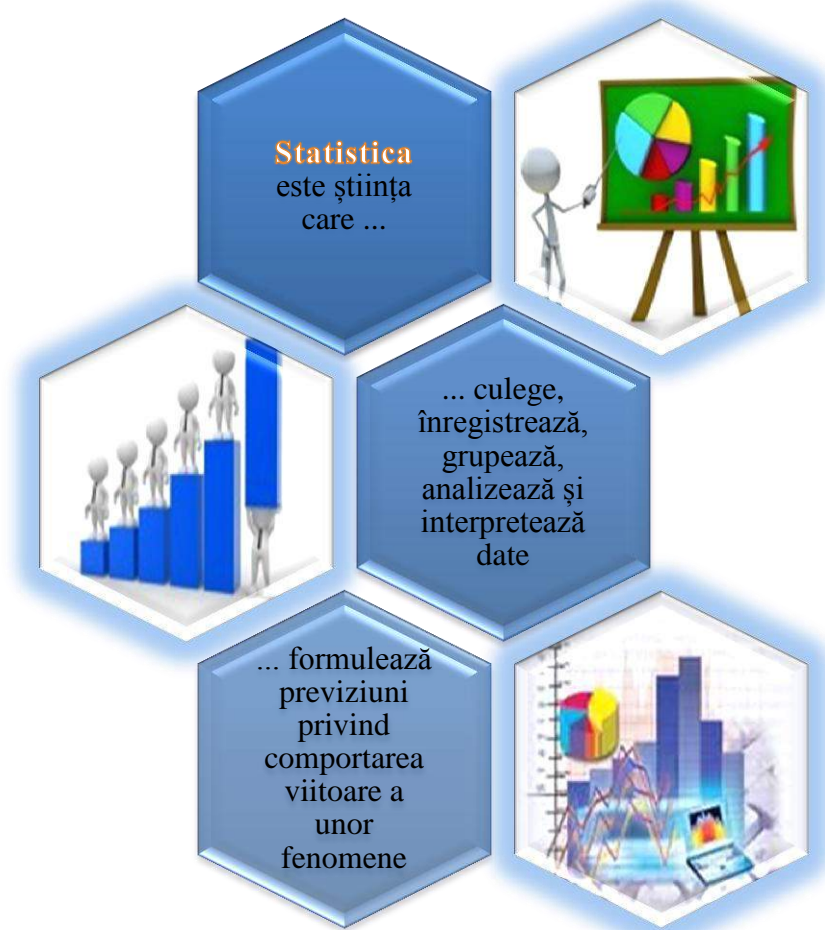 Statistica
este știința
care ...
... culege,
înregistrează,
grupează,
analizează și
interpretează
date
... formulează
previziuni
privind
comportarea
viitoare a
unor
fenomene